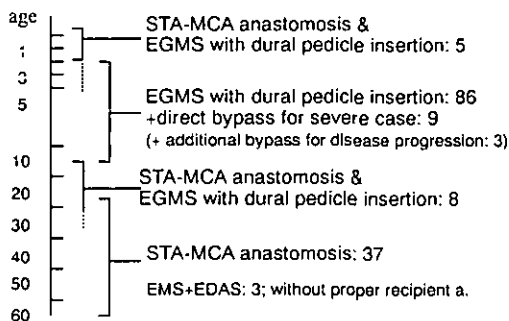 age
STA-MCA anastomosis &
EGMS with dural pedicle insertion: 5
1
3
5
EGMS with dural pedicle insertion: 86
+direct bypass for severe case: 9
(+ additional bypass for disease progression: 3)
10
STA-MCA anastomosis &
EGMS with dural pedicle insertion: 8
20
30
STA-MCA anastomosis: 37
40
50
EMS+EDAS: 3; without proper recipient a.
60